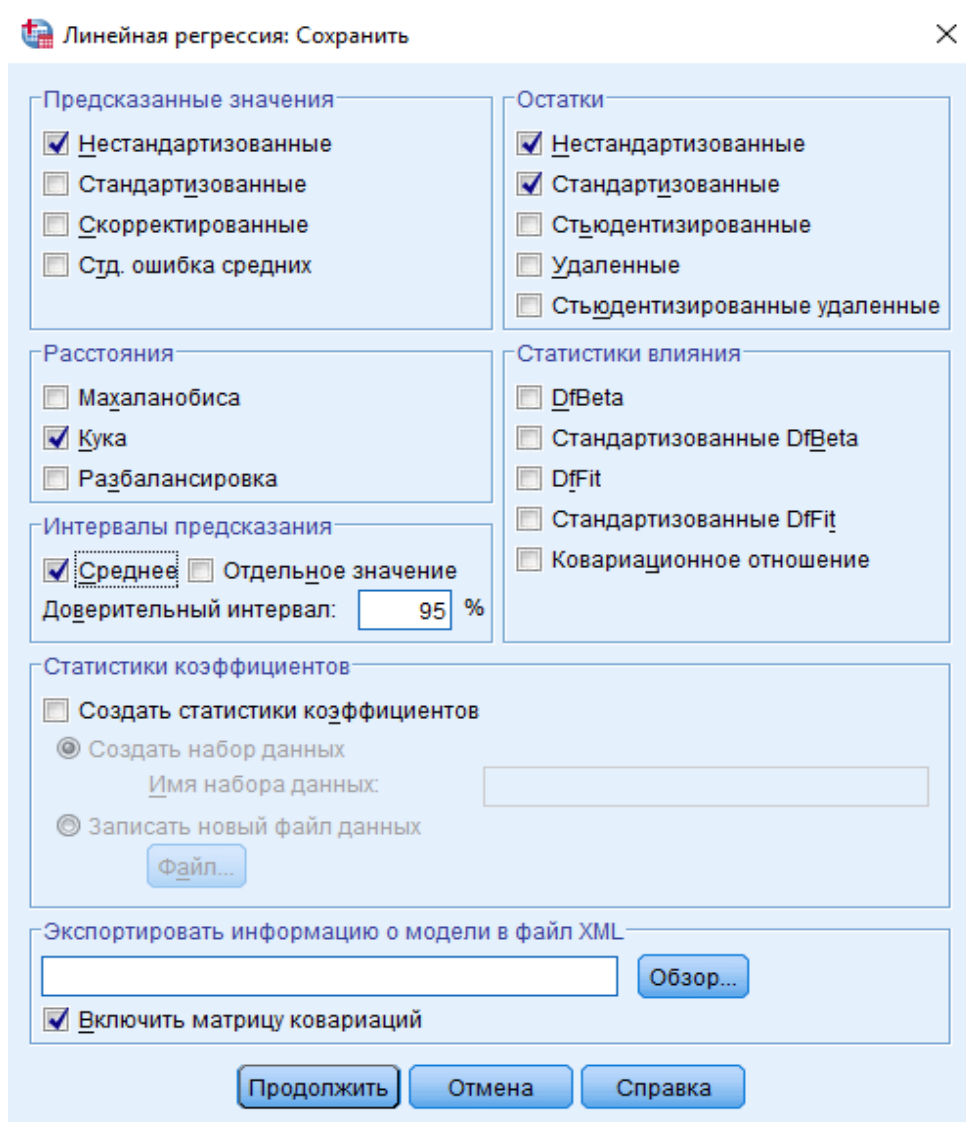 Линейная регрессия: Сохранить
Предсказанные значения
Нестандартизованные
Стандартизованные
Скорректированные
Стд. ошибка средних
Остатки
Нестандартизованные
Стандартизованные
Стьюдентизированные
Удаленные
Стьюдентизированные удаленные
Расстояния
Махаланобиса
Кука
Разбалансировка
Статистики влияния
DfBeta
Стандартизованные DfBeta
DfFit
Стандартизованные DfFit
Ковариационное отношение
Интервалы предсказания
Среднее Отдельное значение
Доверительный интервал: 95 %
Статистики коэффициентов
Создать статистики коэффициентов
Создать набор данных
Имя набора данных:
Записать новый файл данных
Файл...
Экспортировать информацию о модели в файл XML
Обзор...
Включить матрицу ковариаций
Продолжить Отмена Справка